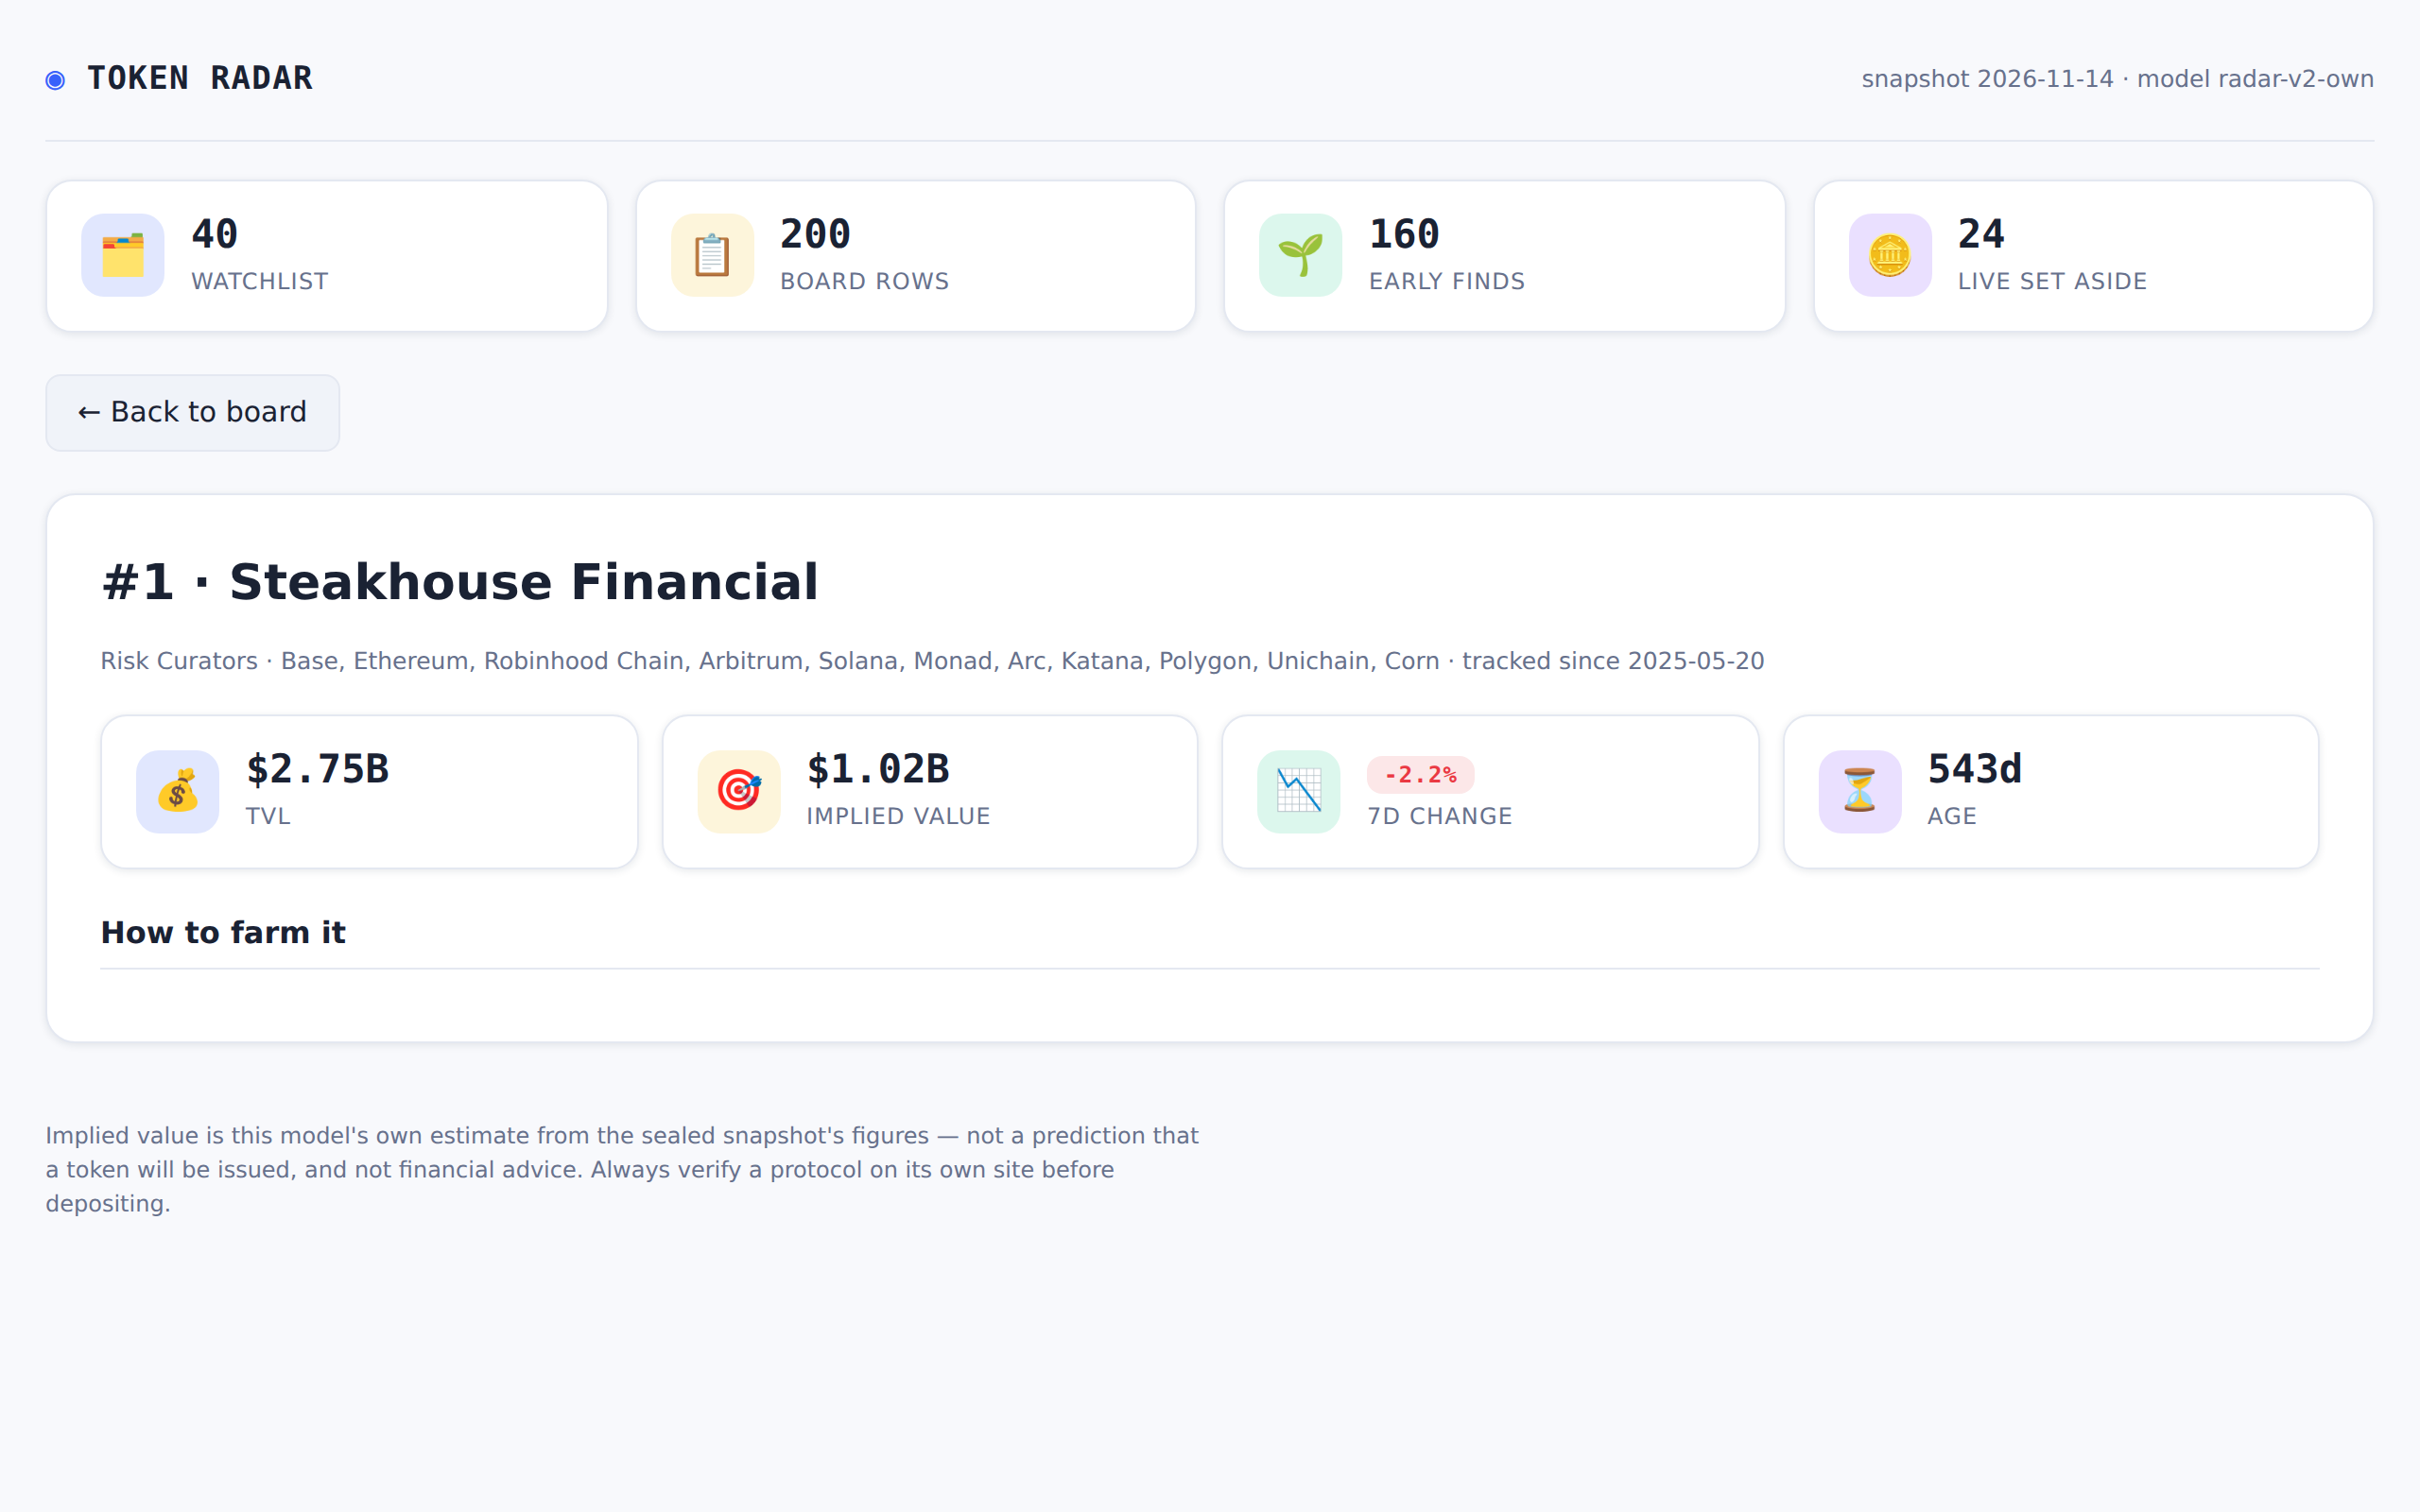 ◉ TOKEN RADAR
snapshot 2026-11-14 · model radar-v2-own
40
WATCHLIST
200
BOARD ROWS
160
EARLY FINDS
24
LIVE SET ASIDE
← Back to board
#1 · Steakhouse Financial
Risk Curators · Base, Ethereum, Robinhood Chain, Arbitrum, Solana, Monad, Arc, Katana, Polygon, Unichain, Corn · tracked since 2025-05-20
$2.75B
TVL
$1.02B
IMPLIED VALUE
-2.2%
7D CHANGE
543d
AGE
How to farm it
Implied value is this model's own estimate from the sealed snapshot's figures — not a prediction that
a token will be issued, and not financial advice. Always verify a protocol on its own site before
depositing.